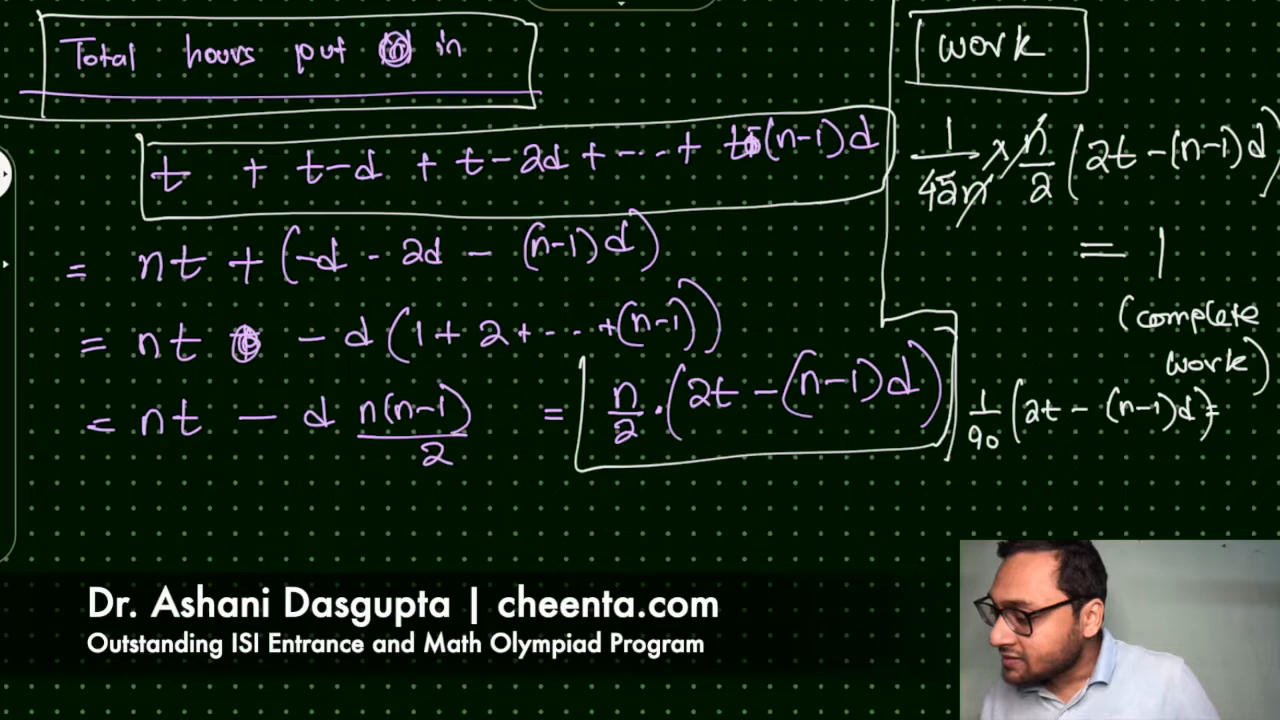 Total hours put in
t + t-d + t-2d + --- + t-(n-1)d
= nt + (-d - 2d - (n-1)d)
= nt - d (1 + 2 + --- + (n-1))
= nt - d n(n-1)/2 = n/2 · (2t - (n-1)d)
work
1/45n × n/2 (2t - (n-1)d)
= 1
(complete
work)
1/90 (2t - (n-1)d) =
Dr. Ashani Dasgupta | cheenta.com
Outstanding ISI Entrance and Math Olympiad Program